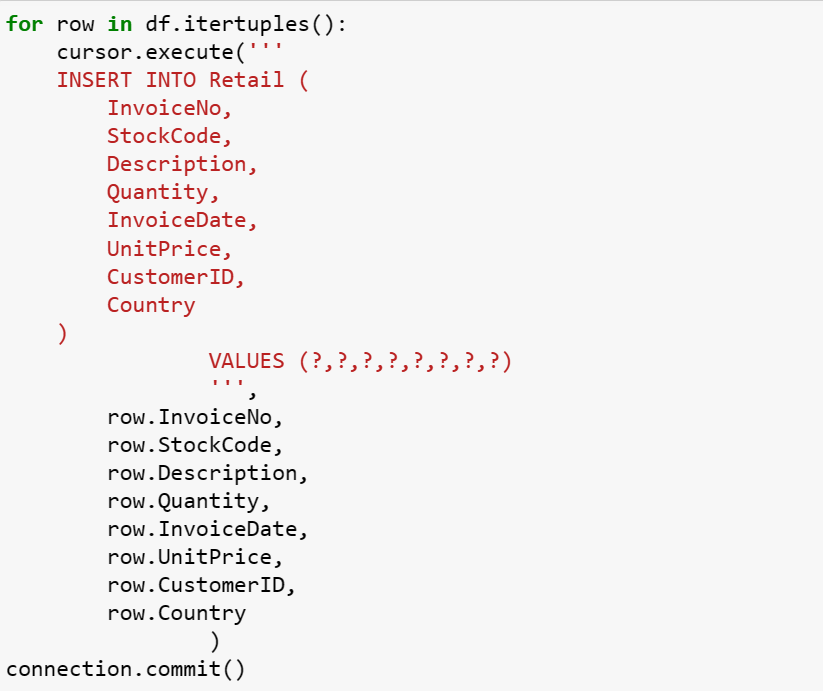 for row in df.itertuples():
    cursor.execute('''
    INSERT INTO Retail (
        InvoiceNo,
        StockCode,
        Description,
        Quantity,
        InvoiceDate,
        UnitPrice,
        CustomerID,
        Country
    )
                VALUES (?,?,?,?,?,?,?,?)
                ''',
        row.InvoiceNo,
        row.StockCode,
        row.Description,
        row.Quantity,
        row.InvoiceDate,
        row.UnitPrice,
        row.CustomerID,
        row.Country
                )
connection.commit()